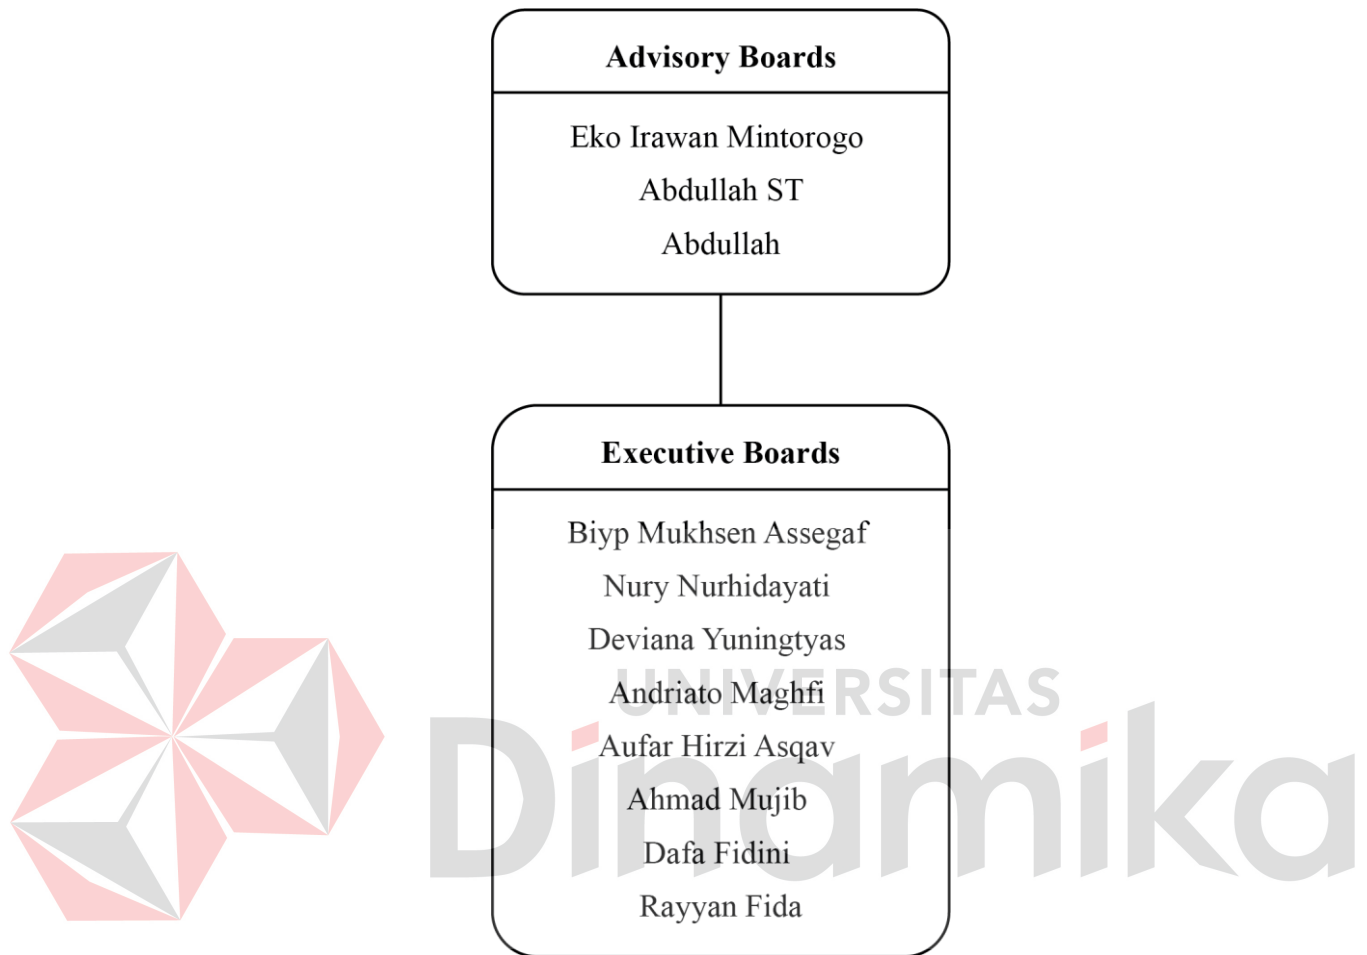 Advisory Boards
Eko Irawan Mintorogo
Abdullah ST
Abdullah
Executive Boards
Biyp Mukhsen Assegaf
Nury Nurhidayati
Deviana Yuningtyas
UNIVERSITAS
Andriato Maghfi
Dinamika
Aufar Hirzi Asqav
Ahmad Mujib
Dafa Fidini
Rayyan Fida